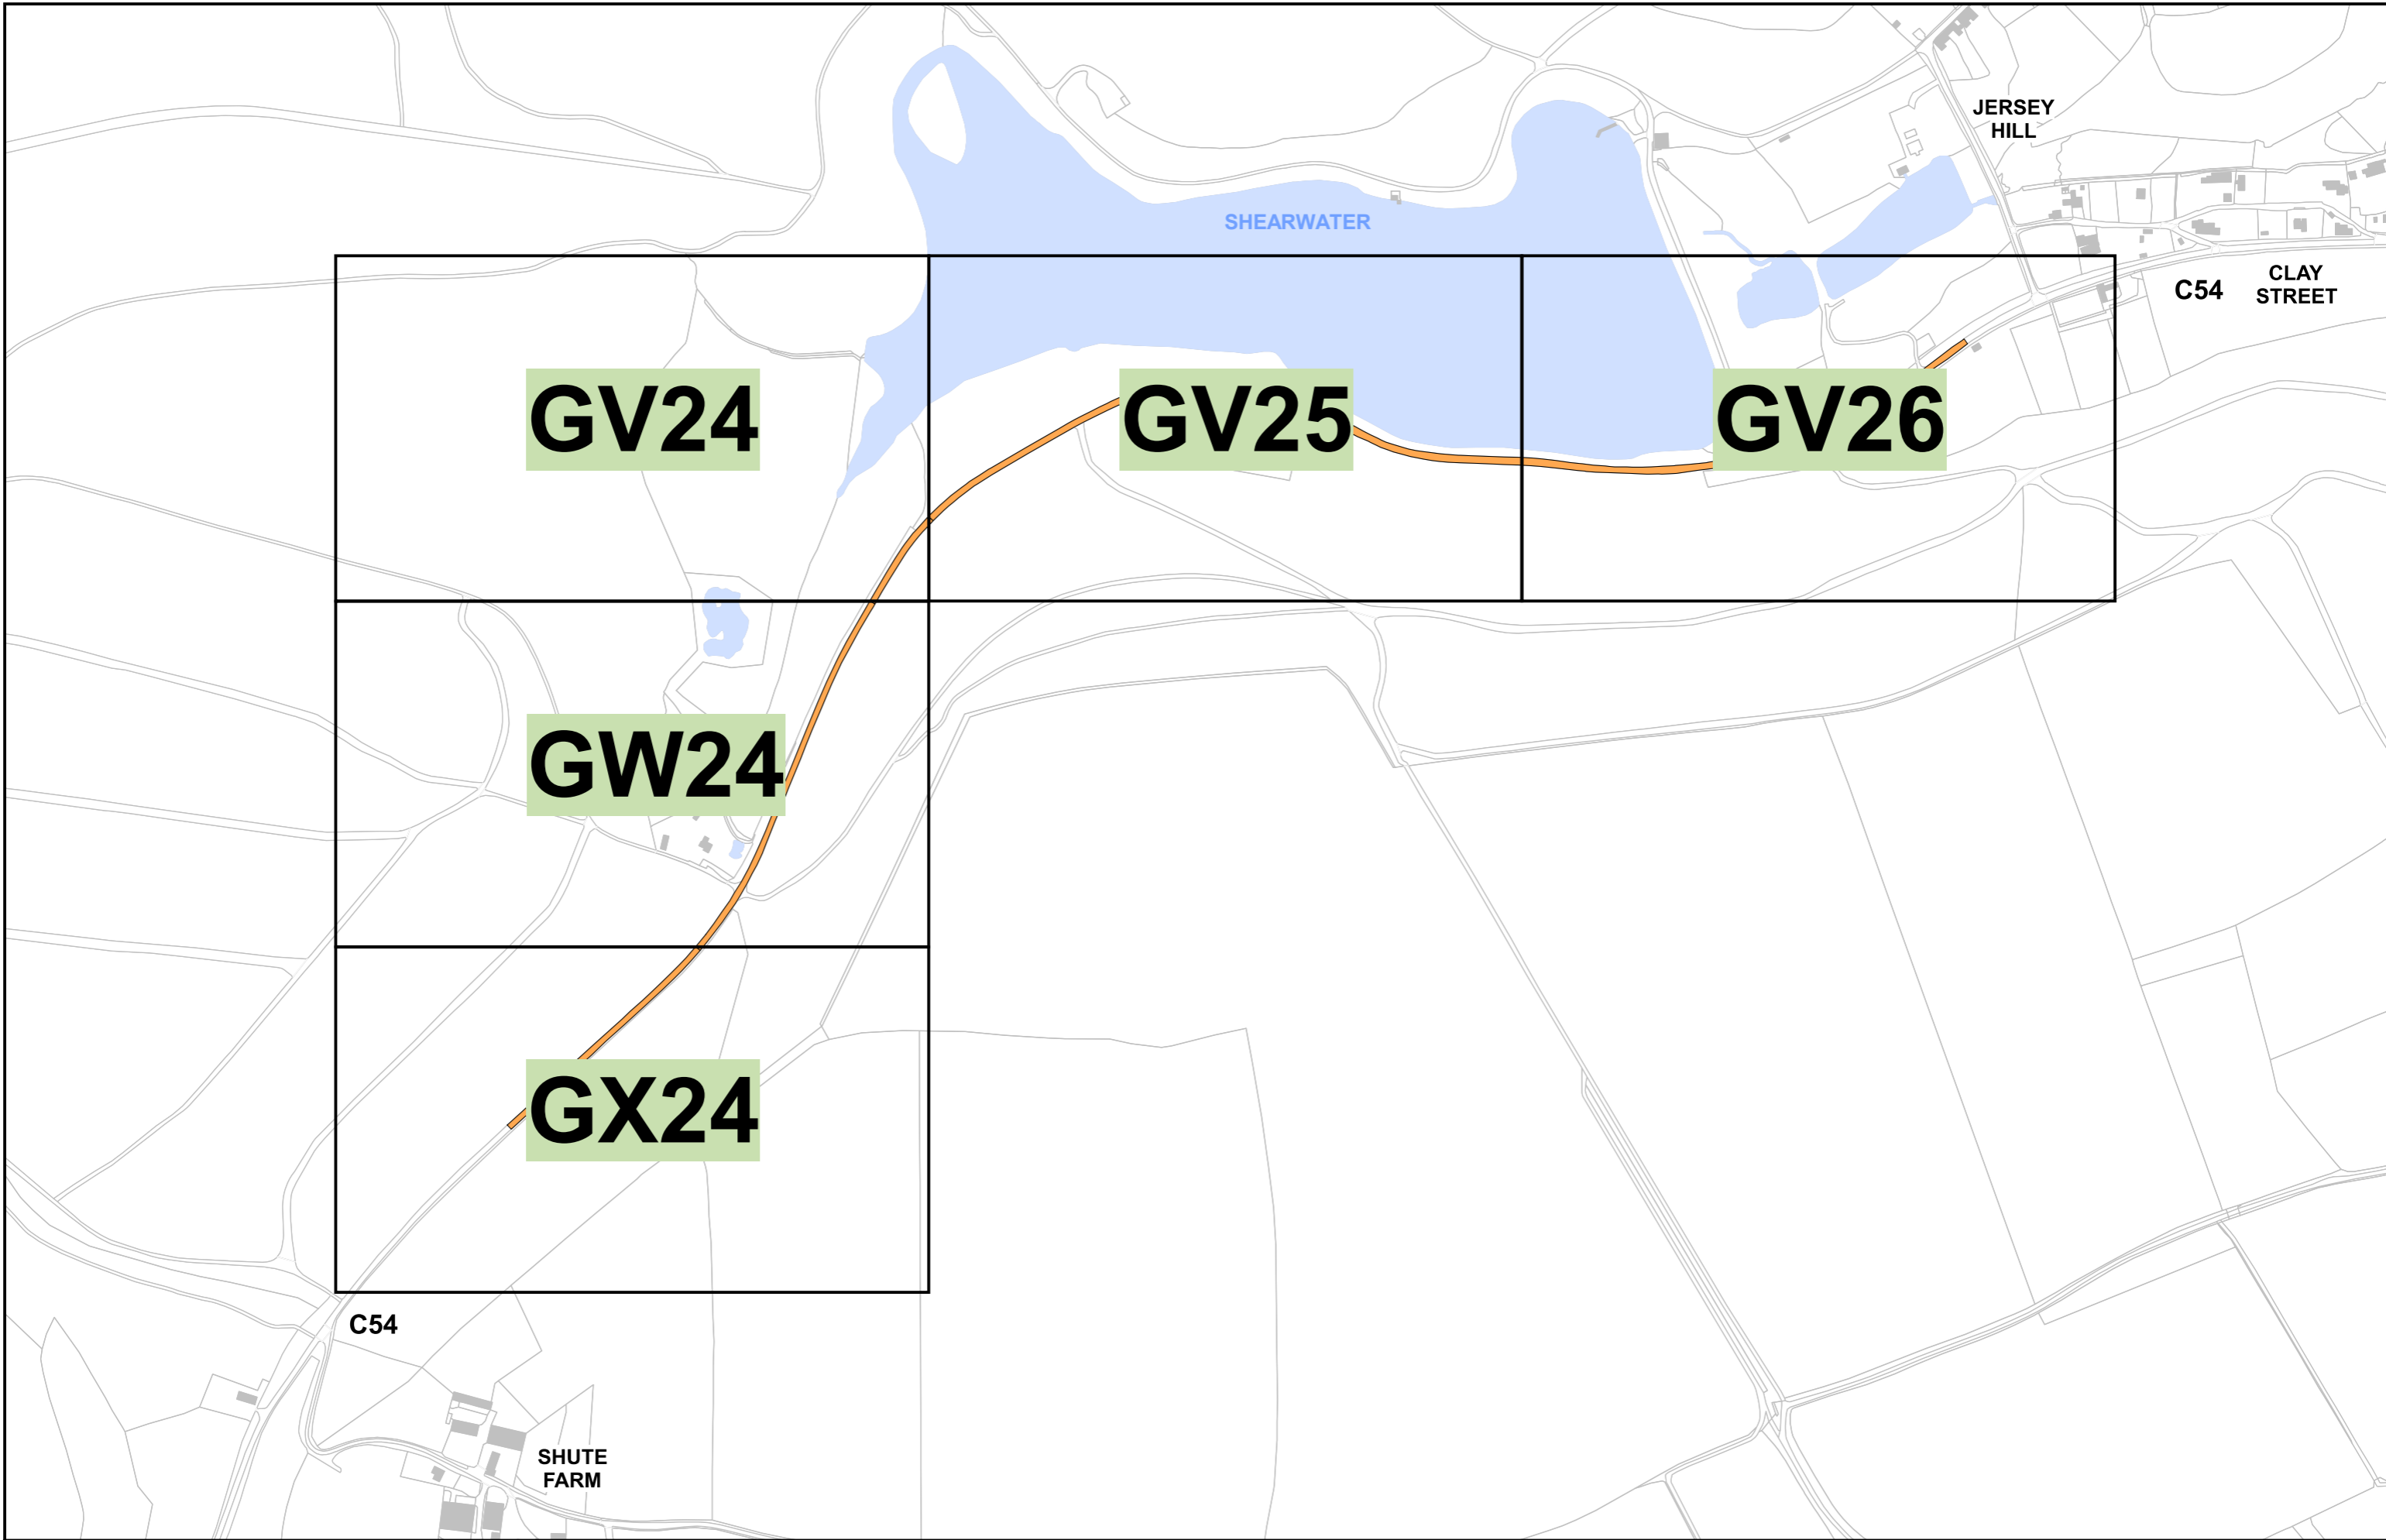 JERSEY
HILL
SHEARWATER
C54
CLAY
STREET
GV24
GV25
GV26
GW24
GX24
C54
SHUTE
FARM